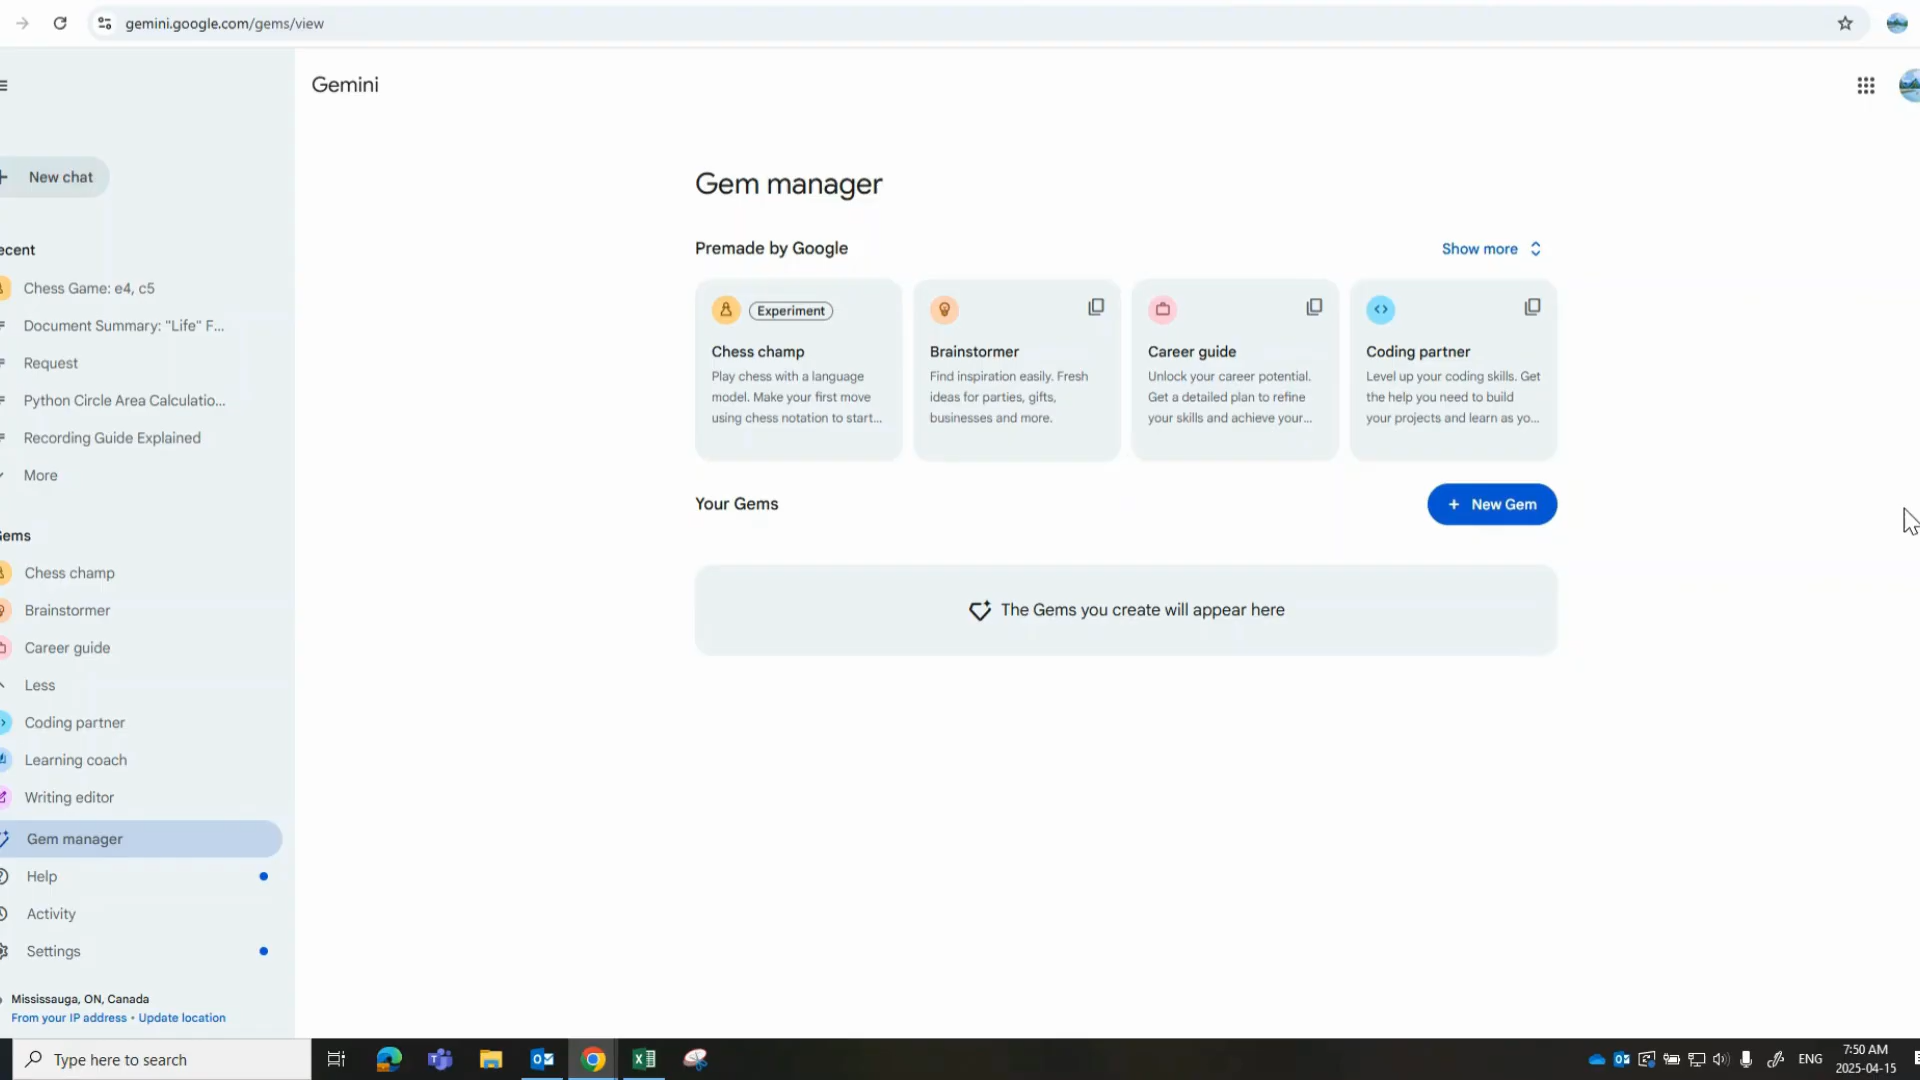 gemini.google.com/gems/view
Gemini
New chat
ecent
Chess Game: e4, c5
Document Summary: "Life" F...
Request
Python Circle Area Calculatio...
Recording Guide Explained
More
Gems
Chess champ
Brainstormer
Career guide
Less
Coding partner
Learning coach
Writing editor
Gem manager
Help
Activity
Settings
Mississauga, ON, Canada
From your IP address • Update location
Gem manager
Premade by Google
Show more
Experiment
Chess champ
Play chess with a language
model. Make your first move
using chess notation to start...
Brainstormer
Find inspiration easily. Fresh
ideas for parties, gifts,
businesses and more.
Career guide
Unlock your career potential.
Get a detailed plan to refine
your skills and achieve your...
Coding partner
Level up your coding skills. Get
the help you need to build
your projects and learn as yo...
Your Gems
+ New Gem
The Gems you create will appear here
Type here to search
ENG
7:50 AM
2025-04-15